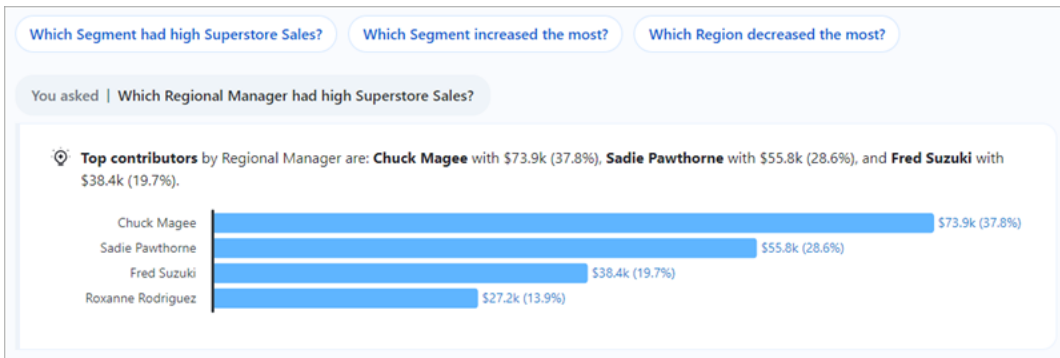 Which Segment had high Superstore Sales?
Which Segment increased the most?
Which Region decreased the most?
You asked | Which Regional Manager had high Superstore Sales?
Top contributors by Regional Manager are: Chuck Magee with $73.9k (37.8%), Sadie Pawthorne with $55.8k (28.6%), and Fred Suzuki with
$38.4k (19.7%).
Chuck Magee $73.9k (37.8%)
Sadie Pawthorne $55.8k (28.6%)
Fred Suzuki $38.4k (19.7%)
Roxanne Rodriguez $27.2k (13.9%)